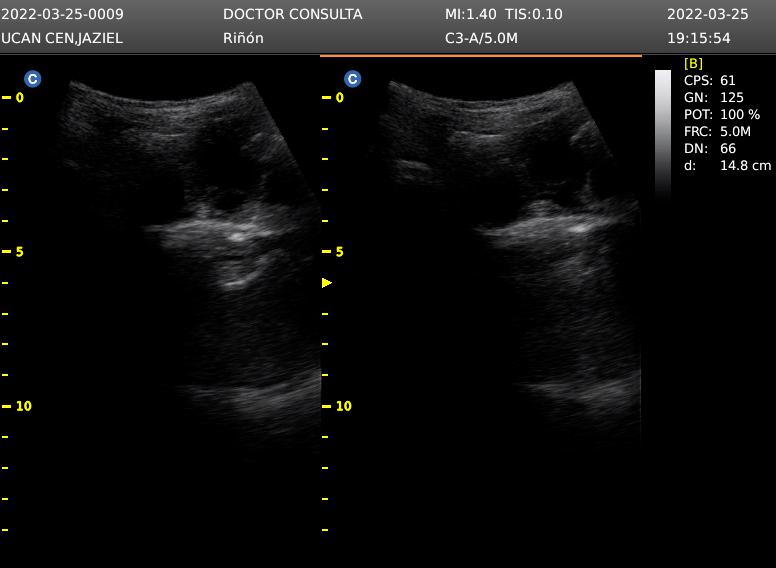 2022-03-25-0009 DOCTOR CONSULTA MI:1.40 TIS:0.10 2022-03-25
UCAN CEN,JAZIEL Riñón C3-A/5.0M 19:15:54
C C
[B]
CPS: 61
GN: 125
POT: 100 %
FRC: 5.0M
DN: 66
d: 14.8 cm
0 0
5 5
10 10